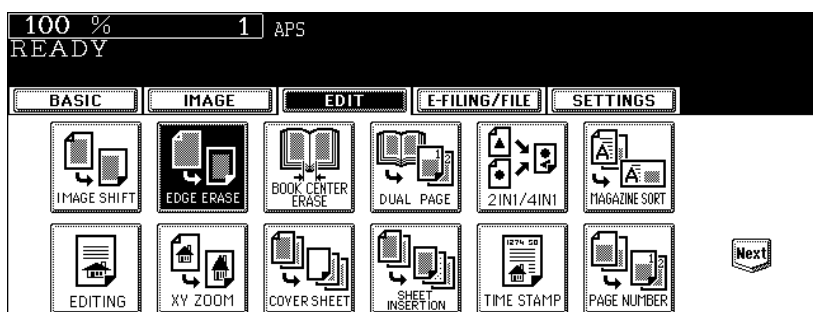 100 % 1 APS
READY
BASIC IMAGE EDIT E-FILING/FILE SETTINGS
IMAGE SHIFT EDGE ERASE BOOK CENTER ERASE DUAL PAGE 2IN1/4IN1 MAGAZINE SORT
EDITING XY ZOOM COVER SHEET SHEET INSERTION TIME STAMP PAGE NUMBER
Next